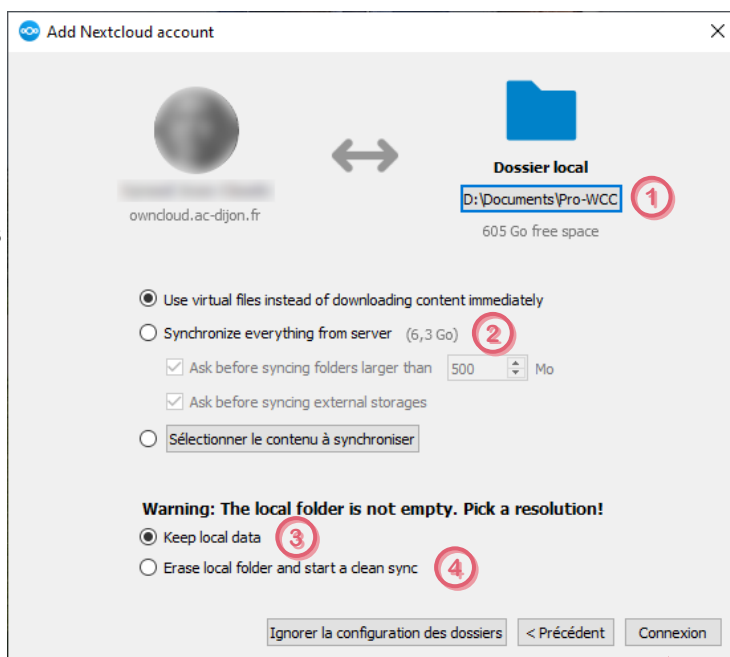 Add Nextcloud account
Dossier local
D:\Documents\Pro-WCC
1
owncloud.ac-dijon.fr
605 Go free space
Use virtual files instead of downloading content immediately
Synchronize everything from server (6,3 Go) 2
Ask before syncing folders larger than 500 Mo
Ask before syncing external storages
Sélectionner le contenu à synchroniser
Warning: The local folder is not empty. Pick a resolution!
Keep local data 3
Erase local folder and start a clean sync 4
Ignorer la configuration des dossiers < Précédent Connexion